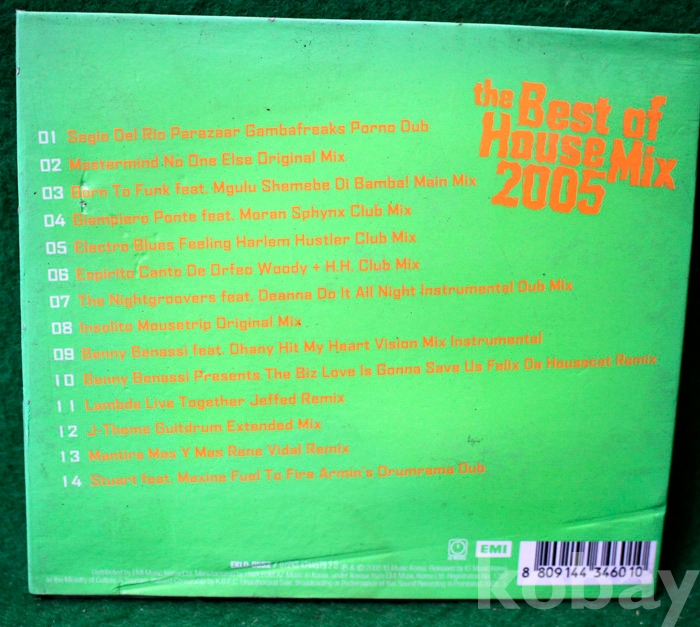 the Best of
House Mix
2005
01 Sagio Del Rio Parazaar Gambafreaks Porno Dub
02 Mastermind No One Else Original Mix
03 Born To Funk feat. Mgulu Shemebe Di Bamba! Main Mix
04 Giampiero Ponte feat. Moran Sphynx Club Mix
05 Electro Blues Feeling Harlem Hustler Club Mix
06 Espirito Canto De Orfeo Woody + H.H. Club Mix
07 The Nightgroovers feat. Deanna Do It All Night Instrumental Dub Mix
08 Insolito Mousetrip Original Mix
09 Benny Benassi feat. Dhany Hit My Heart Vision Mix Instrumental
10 Benny Benassi Presents The Biz Love Is Gonna Save Us Felix Da Housecat Remix
11 Lambda Live Together Jeffed Remix
12 J-Thema Guitdrum Extended Mix
13 Mantira Mas Y Mas Rene Vidal Remix
14 Stuart feat. Maxine Fuel To Fire Armin's Drumrama Dub
EMI
8 809144 346010
kobay